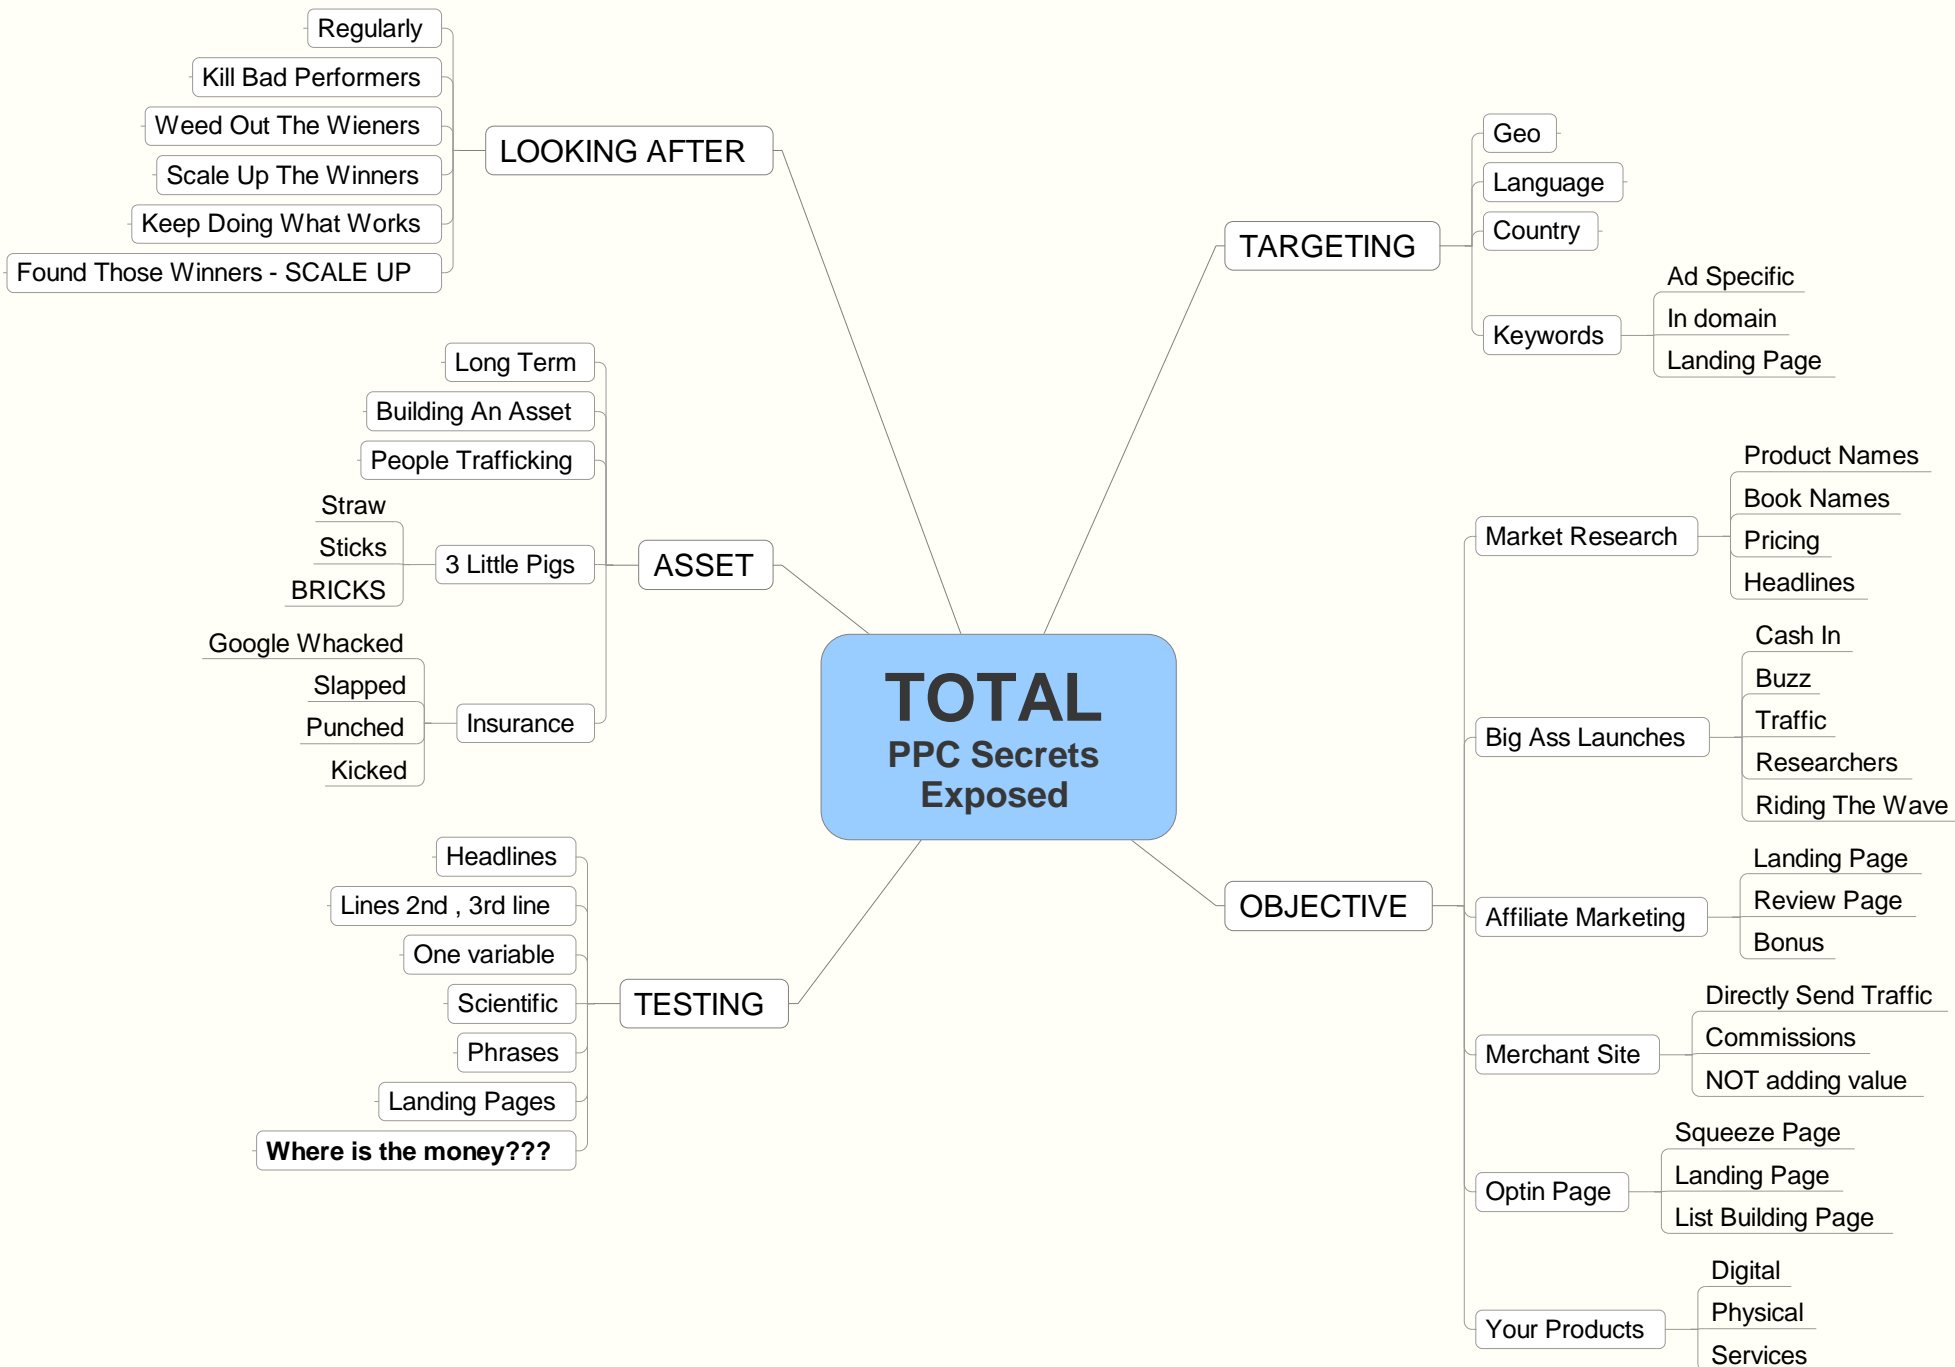 TOTAL
PPC Secrets
Exposed
TARGETING
Geo
Language
Country
Keywords
Ad Specific
In domain
Landing Page
OBJECTIVE
Market Research
Product Names
Book Names
Pricing
Headlines
Big Ass Launches
Cash In
Buzz
Traffic
Researchers
Riding The Wave
Affiliate Marketing
Landing Page
Review Page
Bonus
Merchant Site
Directly Send Traffic
Commissions
NOT adding value
Optin Page
Squeeze Page
Landing Page
List Building Page
Your Products
Digital
Physical
Services
LOOKING AFTER
Regularly
Kill Bad Performers
Weed Out The Wieners
Scale Up The Winners
Keep Doing What Works
Found Those Winners - SCALE UP
ASSET
Long Term
Building An Asset
People Trafficking
3 Little Pigs
Straw
Sticks
BRICKS
Insurance
Google Whacked
Slapped
Punched
Kicked
TESTING
Headlines
Lines 2nd , 3rd line
One variable
Scientific
Phrases
Landing Pages
Where is the money???